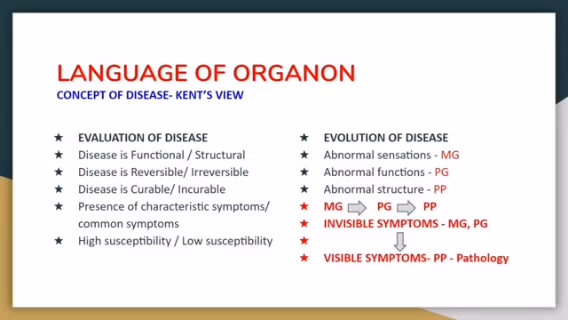 LANGUAGE OF ORGANON
CONCEPT OF DISEASE- KENT'S VIEW
★ EVALUATION OF DISEASE
★ Disease is Functional / Structural
★ Disease is Reversible/ Irreversible
★ Disease is Curable/ Incurable
★ Presence of characteristic symptoms/
common symptoms
★ High susceptibility / Low susceptibility
★ EVOLUTION OF DISEASE
★ Abnormal sensations - MG
★ Abnormal functions - PG
★ Abnormal structure - PP
★ MG PG PP
★ INVISIBLE SYMPTOMS - MG, PG
★
★ VISIBLE SYMPTOMS- PP - Pathology